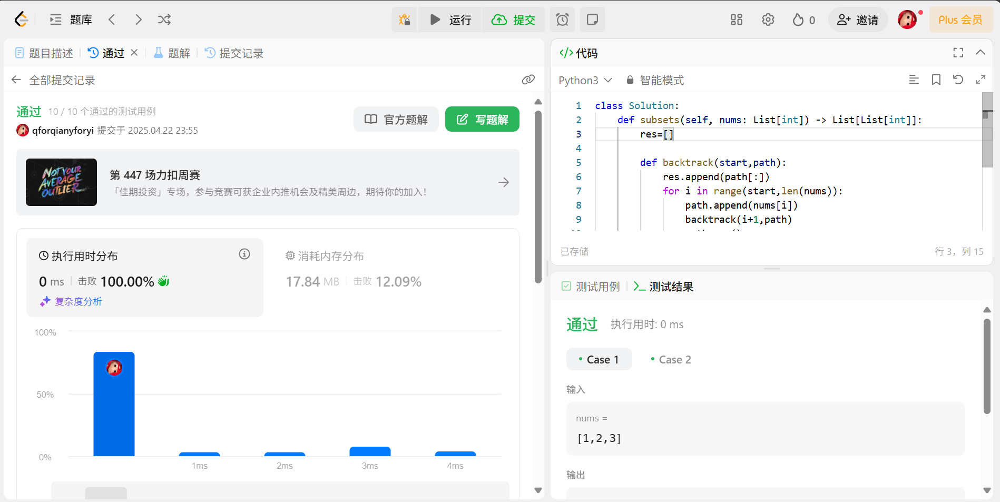 题库
运行
提交
0
邀请
Plus 会员
题目描述
通过
题解
提交记录
全部提交记录
通过 10 / 10 个通过的测试用例
qforqianyforyi 提交于 2025.04.22 23:55
官方题解
写题解
NOT YOUR
AVERAGE
OUTLIER
第 447 场力扣周赛
「佳期投资」专场，参与竞赛可获企业内推机会及精美周边，期待你的加入！
执行用时分布
0 ms 击败 100.00%
复杂度分析
消耗内存分布
17.84 MB 击败 12.09%
100%
50%
0%
1ms 2ms 3ms 4ms
代码
Python3 智能模式
1 class Solution:
2 def subsets(self, nums: List[int]) -> List[List[int]]:
3 res=[]
4
5 def backtrack(start,path):
6 res.append(path[:])
7 for i in range(start,len(nums)):
8 path.append(nums[i])
9 backtrack(i+1,path)
已存储 行 3，列 15
测试用例
测试结果
通过 执行用时: 0 ms
Case 1 Case 2
输入
nums =
[1,2,3]
输出